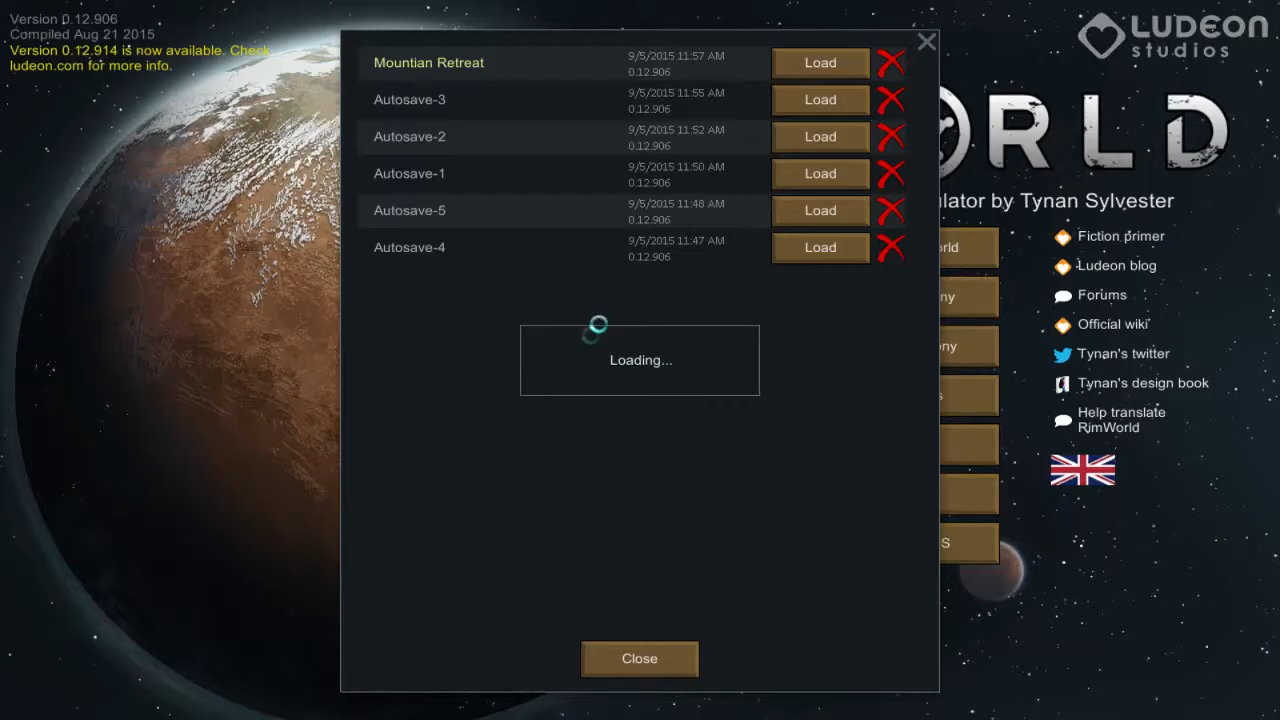 Version 0.12.906
Compiled Aug 21 2015
Version 0.12.914 is now available. Check
ludeon.com for more info.
LUDEON
studios
Mountian Retreat
9/5/2015 11:57 AM
0.12.906
Load
Autosave-3
9/5/2015 11:55 AM
0.12.906
Load
Autosave-2
9/5/2015 11:52 AM
0.12.906
Load
Autosave-1
9/5/2015 11:50 AM
0.12.906
Load
Autosave-5
9/5/2015 11:48 AM
0.12.906
Load
Autosave-4
9/5/2015 11:47 AM
0.12.906
Load
Loading...
Close
ORLD
lator by Tynan Sylvester
rld
ny
ony
s
S
Fiction primer
Ludeon blog
Forums
Official wiki
Tynan's twitter
Tynan's design book
Help translate
RimWorld